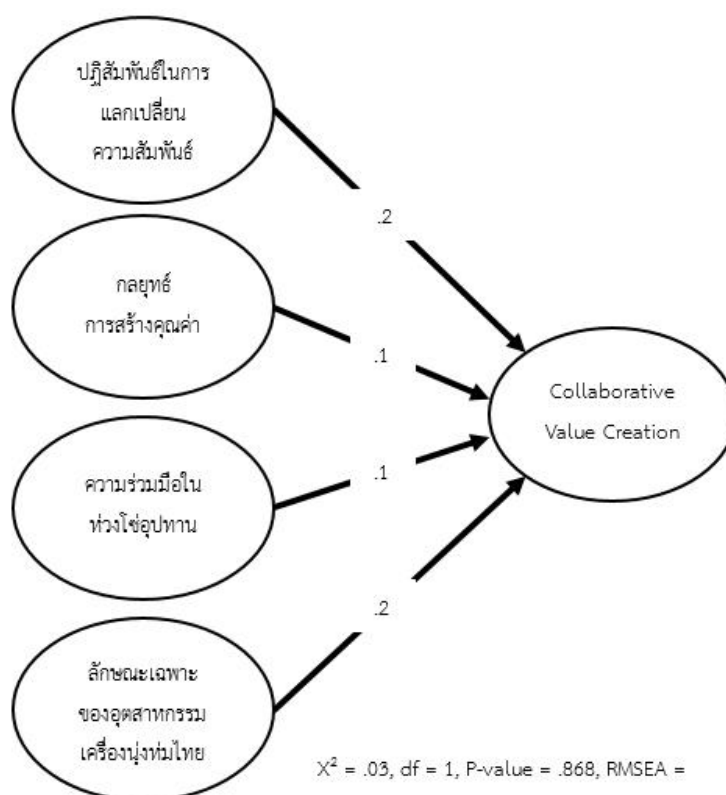 ปฏิสัมพันธ์ในการ
แลกเปลี่ยน
ความสัมพันธ์
.2
กลยุทธ์
การสร้างคุณค่า
.1
Collaborative
Value Creation
ความร่วมมือใน
ห่วงโซ่อุปทาน
.1
.2
ลักษณะเฉพาะ
ของอุตสาหกรรม
เครื่องนุ่งห่มไทย
X² = .03, df = 1, P-value = .868, RMSEA =